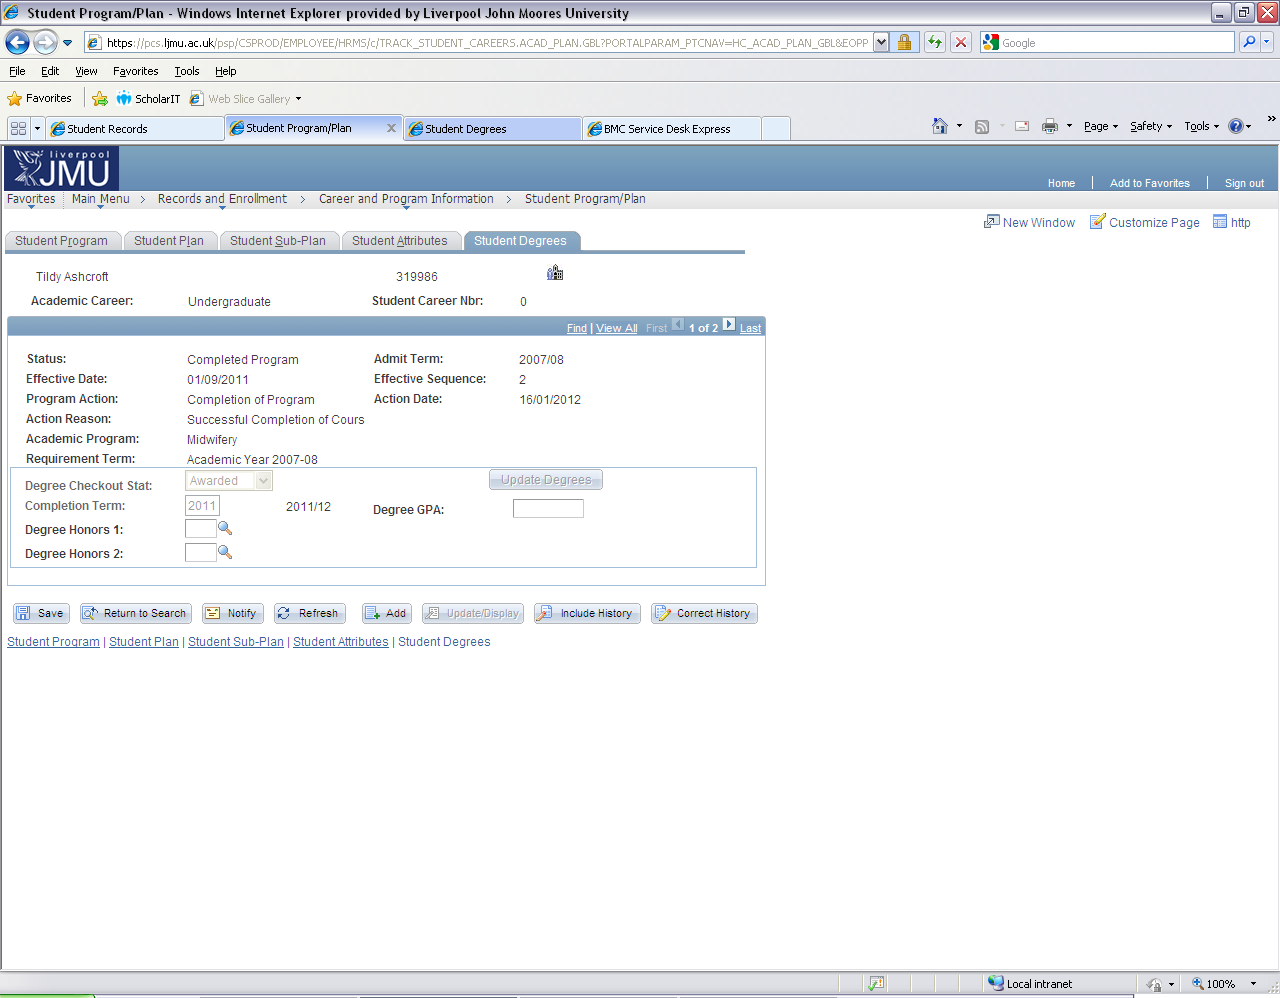 Student Program/Plan - Windows Internet Explorer provided by Liverpool John Moores University
https://pcs.ljmu.ac.uk/psp/CSPROD/EMPLOYEE/HRMS/c/TRACK_STUDENT_CAREERS.ACAD_PLAN.GBL?PORTALPARAM_PTCNAV=HC_ACAD_PLAN_GBL&EOPP Google
File Edit View Favorites Tools Help
Favorites ScholarIT Web Slice Gallery
Student Records Student Program/Plan Student Degrees BMC Service Desk Express Page Safety Tools
liverpool
JMU
Home Add to Favorites Sign out
Favorites Main Menu > Records and Enrollment > Career and Program Information > Student Program/Plan
New Window Customize Page http
Student Program Student Plan Student Sub-Plan Student Attributes Student Degrees
Tildy Ashcroft 319986
Academic Career: Undergraduate Student Career Nbr: 0
Find | View All First 1 of 2 Last
Status: Completed Program Admit Term: 2007/08
Effective Date: 01/09/2011 Effective Sequence: 2
Program Action: Completion of Program Action Date: 16/01/2012
Action Reason: Successful Completion of Cours
Academic Program: Midwifery
Requirement Term: Academic Year 2007-08
Degree Checkout Stat: Awarded Update Degrees
Completion Term: 2011 2011/12 Degree GPA:
Degree Honors 1:
Degree Honors 2:
Save Return to Search Notify Refresh Add Update/Display Include History Correct History
Student Program | Student Plan | Student Sub-Plan | Student Attributes | Student Degrees
Local intranet 100%